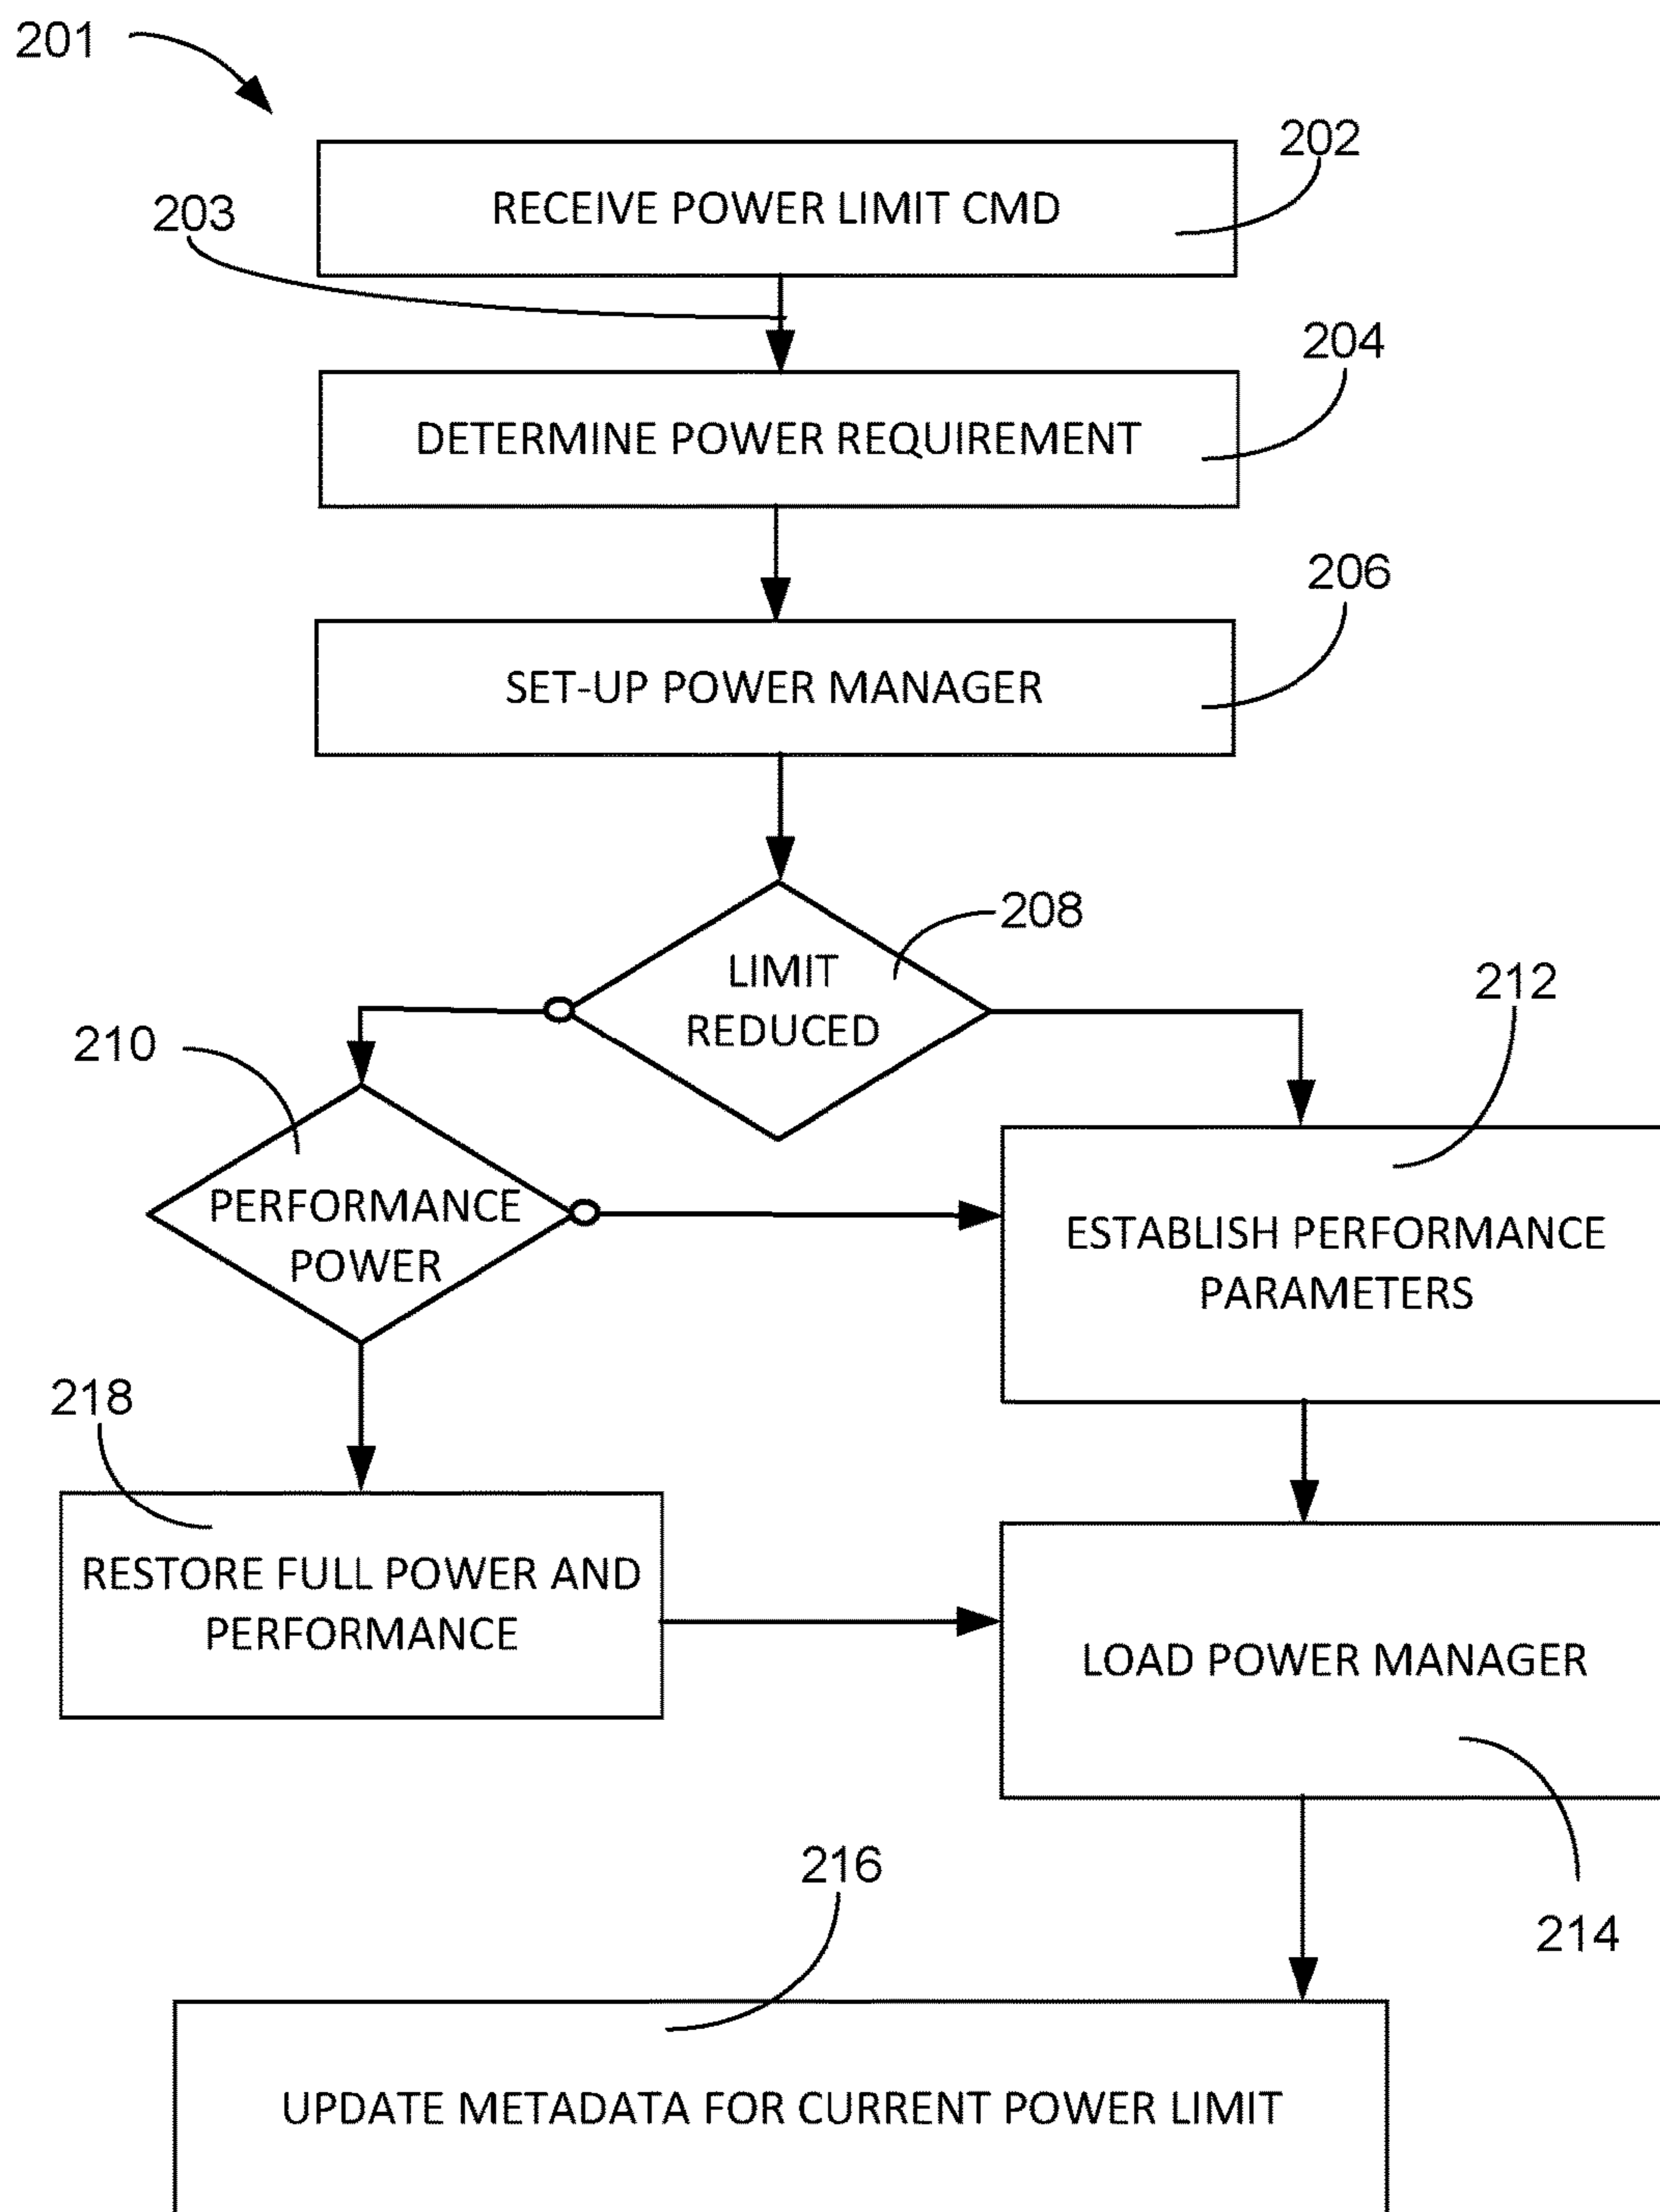 201
202
RECEIVE POWER LIMIT CMD
203
204
DETERMINE POWER REQUIREMENT
206
SET-UP POWER MANAGER
208
LIMIT
REDUCED
212
210
PERFORMANCE
POWER
ESTABLISH PERFORMANCE
PARAMETERS
218
RESTORE FULL POWER AND
PERFORMANCE
LOAD POWER MANAGER
216
214
UPDATE METADATA FOR CURRENT POWER LIMIT